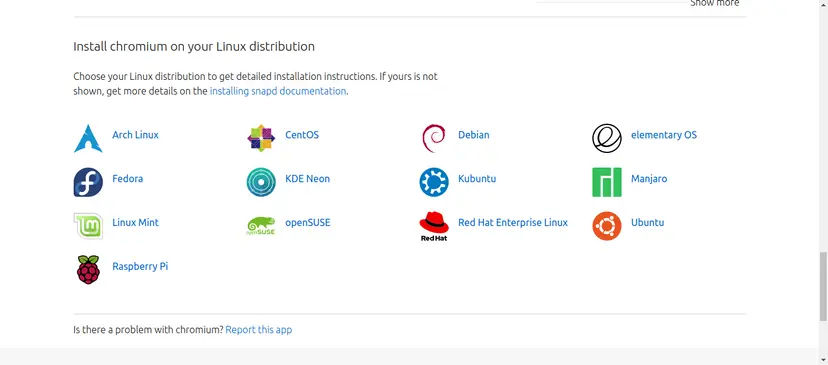 Show more
Install chromium on your Linux distribution
Choose your Linux distribution to get detailed installation instructions. If yours is not
shown, get more details on the installing snapd documentation.
Arch Linux
CentOS
Debian
elementary OS
Fedora
KDE Neon
Kubuntu
Manjaro
Linux Mint
openSUSE
openSUSE
Red Hat
Red Hat Enterprise Linux
Ubuntu
Raspberry Pi
Is there a problem with chromium? Report this app